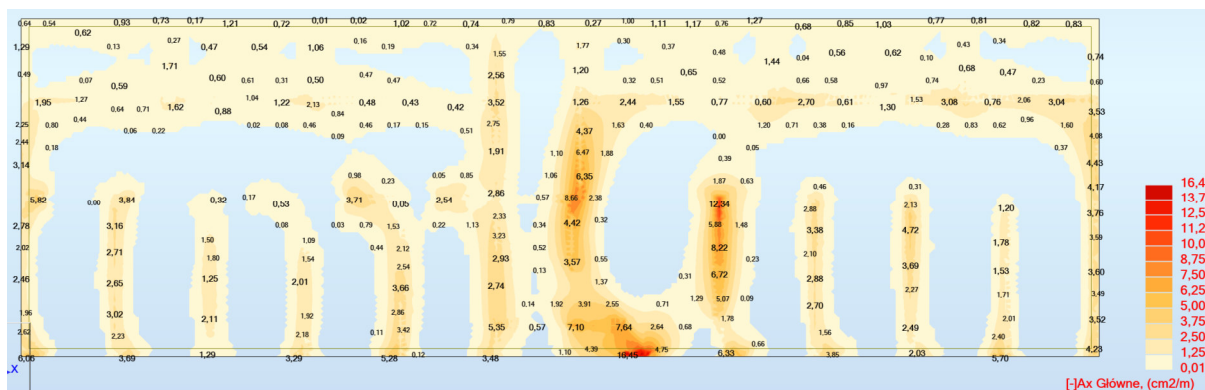 0,64 0,54 0,93 0,73 0,17 1,21 0,72 0,01 0,02 1,02 0,72 0,74 0,79 0,83 0,27 1,00 1,11 1,17 0,76 1,27 0,68 0,85 1,03 0,77 0,81 0,82 0,83
0,62
1,29 0,13 0,27 0,47 0,54 1,06 0,16 0,19 0,34 1,55 1,77 0,30 0,37 0,48 1,44 0,04 0,56 0,62 0,10 0,43 0,34 0,74
0,49 0,07 0,59 1,71 0,60 0,61 0,31 0,50 0,47 0,47 2,56 1,20 0,32 0,51 0,65 0,52 0,66 0,58 0,97 0,74 0,68 0,47 0,23 0,60
1,95 1,27 0,64 0,71 1,62 0,88 1,04 1,22 2,13 0,84 0,48 0,43 0,42 3,52 1,26 2,44 1,55 0,77 0,60 2,70 0,61 1,30 1,53 3,08 0,76 2,06 3,04 3,53
2,25 0,80 0,44 0,06 0,22 0,02 0,08 0,46 0,09 0,46 0,17 0,15 0,51 2,75 4,37 1,63 0,40 0,00 1,20 0,71 0,38 0,16 0,28 0,83 0,62 0,96 1,60 4,08
2,44 0,18 1,91 1,10 6,47 1,88 0,39 0,05 0,37
3,14 0,98 0,23 0,05 0,85 1,06 6,35 1,87 0,63 0,46 0,31 4,43
5,82 0,00 3,84 0,32 0,17 0,53 3,71 0,05 2,54 2,86 0,57 8,66 2,38 12,34 2,88 2,13 1,20 4,17
2,78 3,16 0,08 0,03 0,79 1,53 0,22 1,13 2,33 0,34 4,42 0,32 5,88 1,48 3,38 4,72 3,76
2,02 2,71 1,50 1,80 1,09 1,54 0,44 2,12 3,23 0,52 8,22 2,10 1,78 3,59
2,46 2,65 1,25 2,01 2,54 3,66 2,93 2,74 0,13 3,57 0,55 1,37 0,31 6,72 0,23 2,88 3,69 2,27 1,53 1,71 3,60 3,49
1,96 3,02 2,11 1,92 2,86 0,14 1,92 3,91 2,55 0,71 1,29 5,07 0,09 1,78 2,70 2,01 3,52
2,62 2,23 2,18 0,11 3,42 5,35 0,57 7,10 7,64 2,64 0,68 1,56 2,49 2,40
6,06 3,69 1,29 3,29 5,28 0,12 3,48 1,10 4,39 16,45 4,75 6,33 0,66 3,85 2,03 5,70 4,23
X
16,4
13,7
12,5
10,0
8,75
7,50
6,25
5,00
3,75
2,50
1,25
0,01
[-]Ax Główne, (cm2/m)